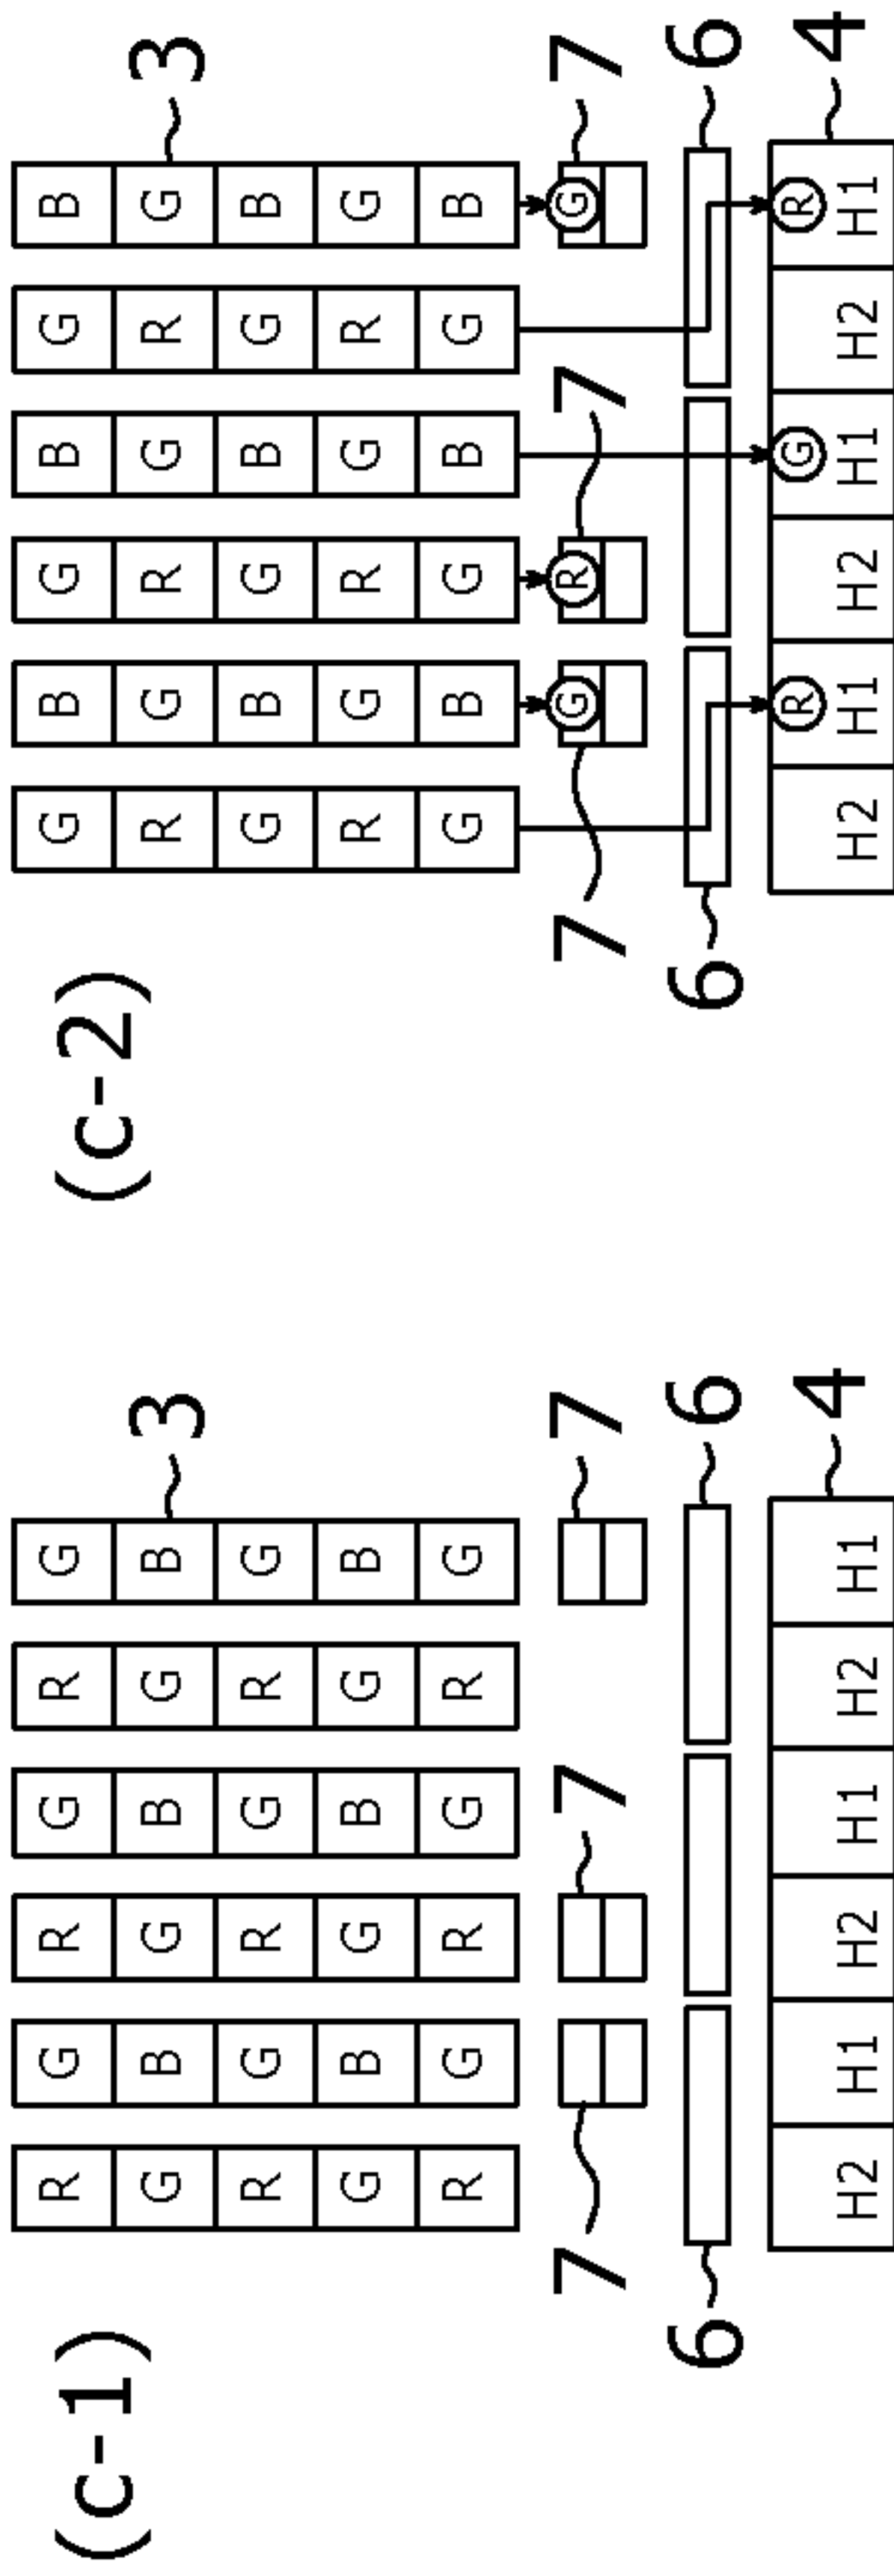 (c-1)
R G R G R G
G B G B G B 3
R G R G R G
G B G B G B
R G R G R G
7 7 7
6 6
H2 H1 H2 H1 H2 H1 4
(c-2)
G B G B G B
R G R G R G 3
G B G B G B
R G R G R G
G B G B G B
7 G R 7 G 7
6 6
R G R 4
H2 H1 H2 H1 H2 H1